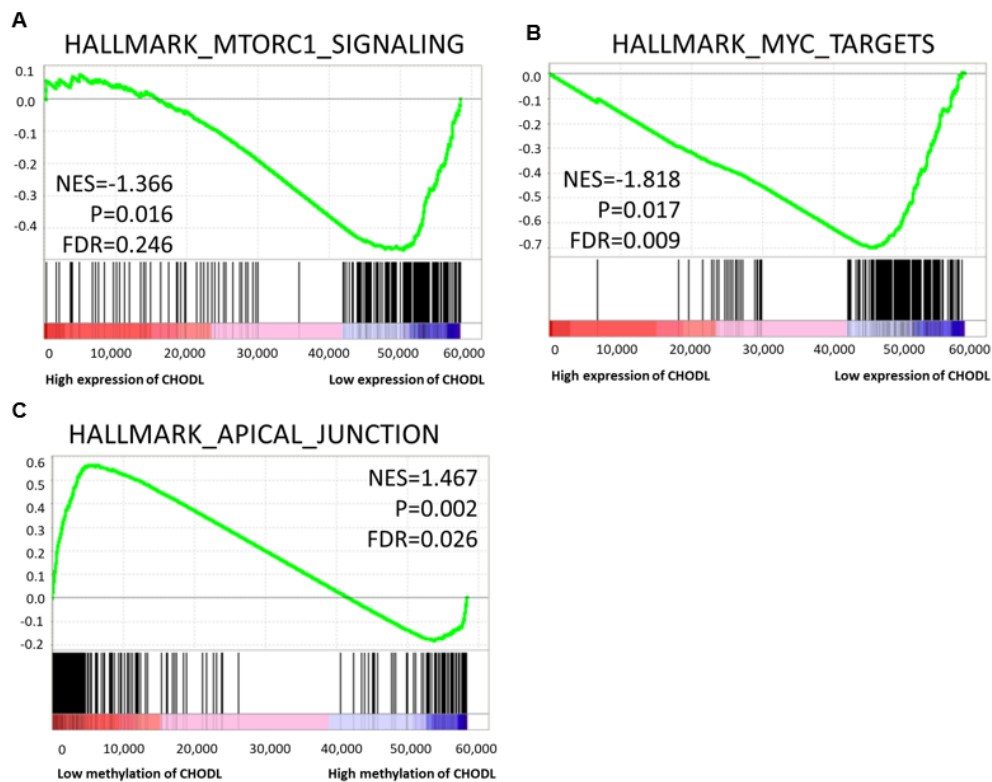 A
HALLMARK_MTORC1_SIGNALING
0.1
0.0
-0.1
-0.2
-0.3
-0.4
NES=-1.366
P=0.016
FDR=0.246
0 10,000 20,000 30,000 40,000 50,000 60,000
High expression of CHODL Low expression of CHODL
B
HALLMARK_MYC_TARGETS
0.0
-0.1
-0.2
-0.3
-0.4
-0.5
-0.6
-0.7
NES=-1.818
P=0.017
FDR=0.009
0 10,000 20,000 30,000 40,000 50,000 60,000
High expression of CHODL Low expression of CHODL
C
HALLMARK_APICAL_JUNCTION
0.6
0.5
0.4
0.3
0.2
0.1
0.0
-0.1
-0.2
NES=1.467
P=0.002
FDR=0.026
0 10,000 20,000 30,000 40,000 50,000 60,000
Low methylation of CHODL High methylation of CHODL